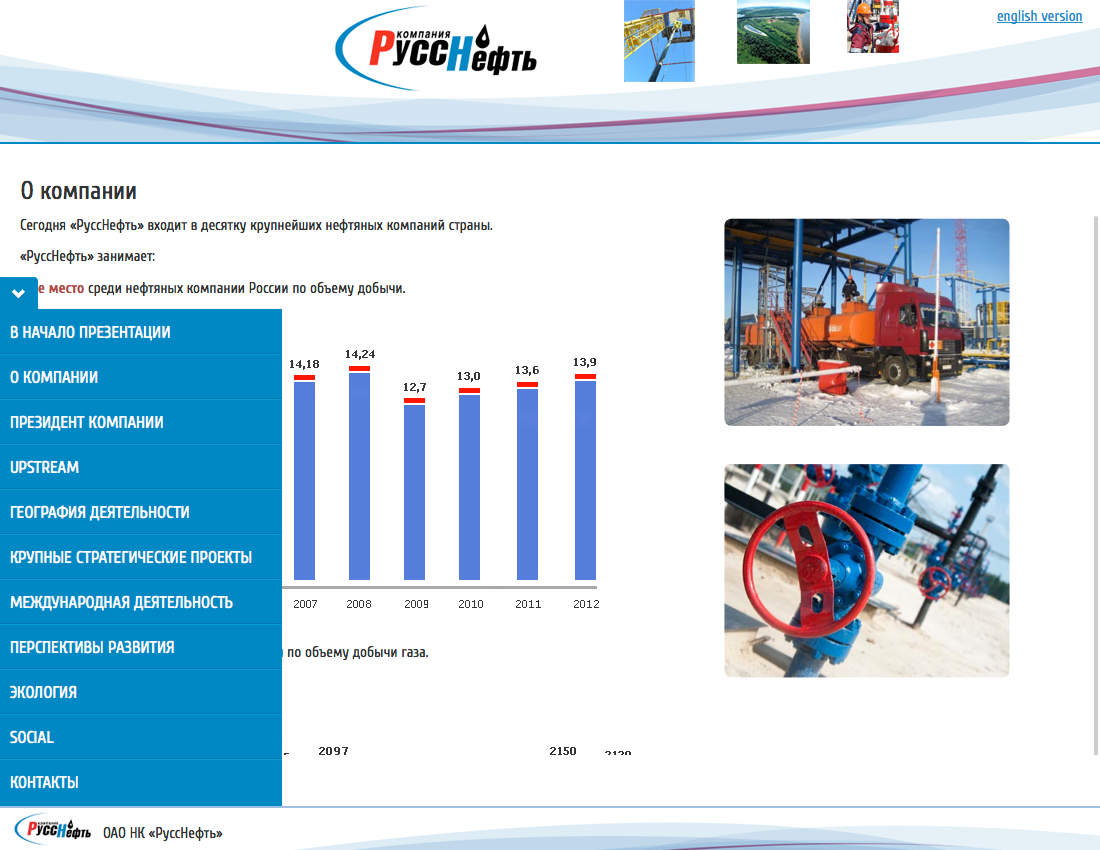 компания
РуссНефть
english version
О компании
Сегодня «РуссНефть» входит в десятку крупнейших нефтяных компаний страны.
«РуссНефть» занимает:
е место среди нефтяных компании России по объему добычи.
В НАЧАЛО ПРЕЗЕНТАЦИИ
О КОМПАНИИ
ПРЕЗИДЕНТ КОМПАНИИ
UPSTREAM
ГЕОГРАФИЯ ДЕЯТЕЛЬНОСТИ
КРУПНЫЕ СТРАТЕГИЧЕСКИЕ ПРОЕКТЫ
МЕЖДУНАРОДНАЯ ДЕЯТЕЛЬНОСТЬ
ПЕРСПЕКТИВЫ РАЗВИТИЯ
ЭКОЛОГИЯ
SOCIAL
КОНТАКТЫ
14,18 14,24 12,7 13,0 13,6 13,9
2007 2008 2009 2010 2011 2012
по объему добычи газа.
2097 2150
компания
РуссНефть
ОАО НК «РуссНефть»